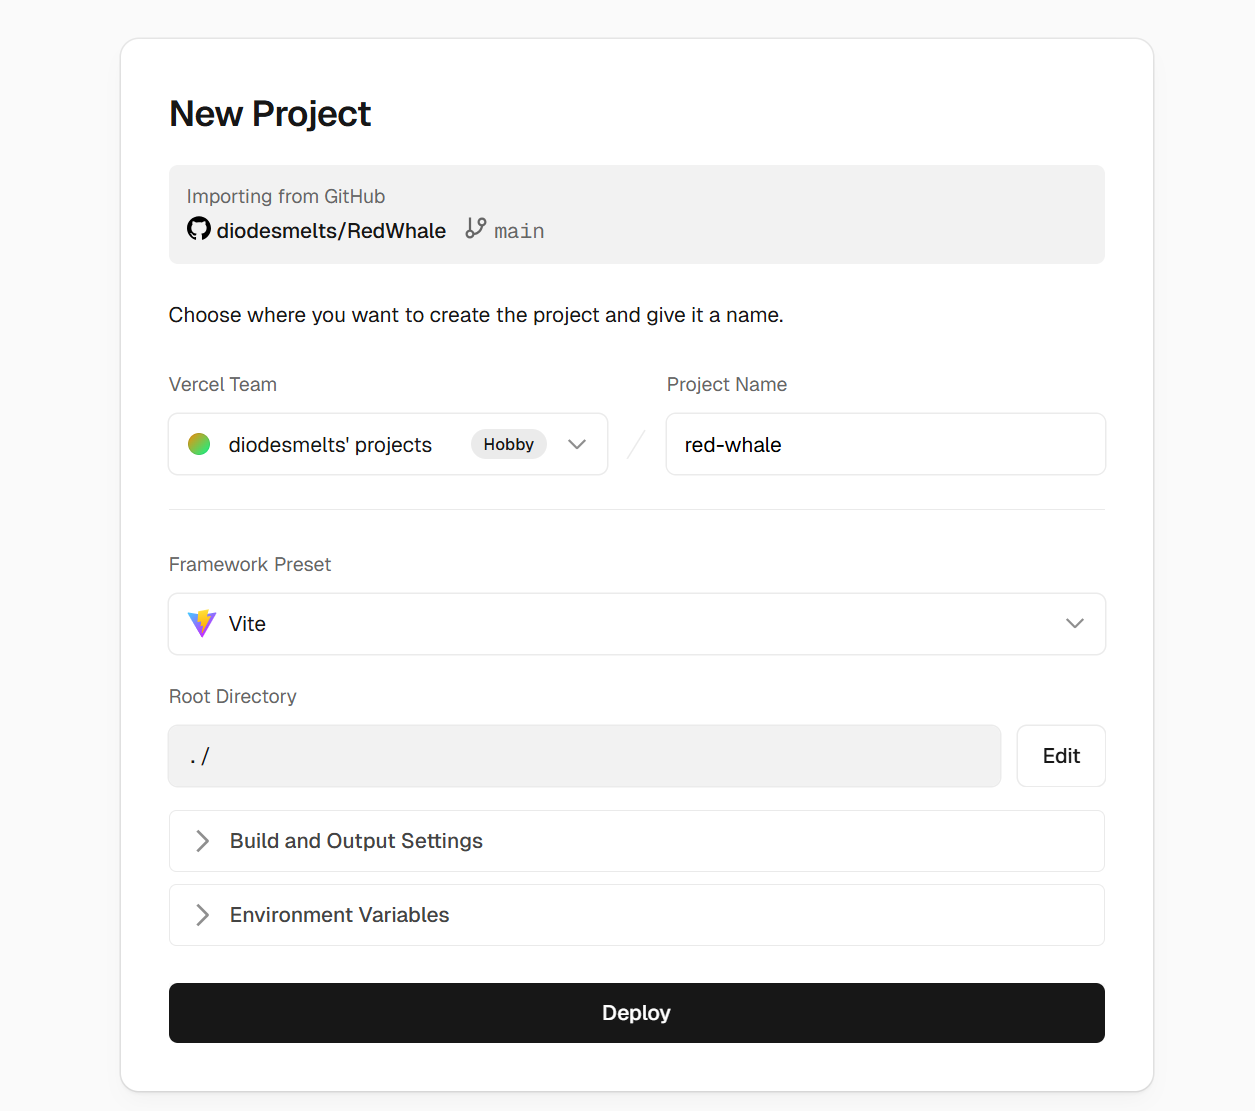 New Project
Importing from GitHub
diodesmelts/RedWhale main
Choose where you want to create the project and give it a name.
Vercel Team
Project Name
diodesmelts' projects Hobby
/
red-whale
Framework Preset
Vite
Root Directory
./
Edit
Build and Output Settings
Environment Variables
Deploy